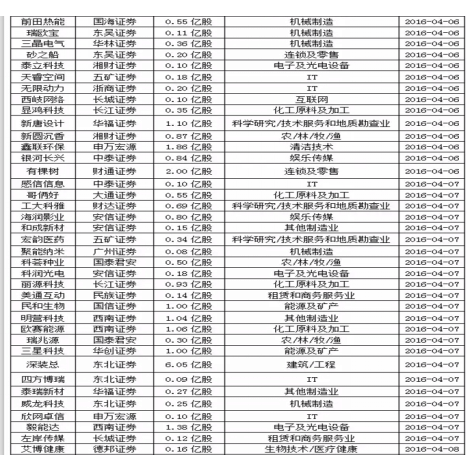 前田热能 国海证券 0.55 亿股 机械制造 2016-04-06
瑞欧宝 东吴证券 0.11 亿股 机械制造 2016-04-06
三晶电气 华林证券 0.36 亿股 机械制造 2016-04-06
砂之船 东吴证券 0.20 亿股 连锁及零售 2016-04-06
泰立科技 湘财证券 0.10 亿股 电子及光电设备 2016-04-06
天睿空间 五矿证券 0.18 亿股 IT 2016-04-06
无限动力 浙商证券 0.20 亿股 IT 2016-04-06
西岐网络 长城证券 0.10 亿股 互联网 2016-04-06
昱鸿科技 长江证券 0.35 亿股 化工原料及加工 2016-04-06
新唐设计 华福证券 1.10 亿股 科学研究/技术服务和地质勘查业 2016-04-06
新圆沉香 湘财证券 0.87 亿股 农/林/牧/渔 2016-04-06
鑫联环保 申万宏源 1.86 亿股 清洁技术 2016-04-06
银河长兴 中泰证券 0.84 亿股 娱乐传媒 2016-04-06
有棵树 财通证券 2.00 亿股 连锁及零售 2016-04-06
感信信息 中泰证券 0.10 亿股 IT 2016-04-07
哥俩好 大通证券 0.55 亿股 化工原料及加工 2016-04-07
工大科雅 财达证券 0.69 亿股 科学研究/技术服务和地质勘查业 2016-04-07
海润影业 安信证券 0.80 亿股 娱乐传媒 2016-04-07
和成新材 安信证券 0.15 亿股 其他制造业 2016-04-07
宏韵医药 五矿证券 0.34 亿股 科学研究/技术服务和地质勘查业 2016-04-07
聚能纳米 广州证券 0.08 亿股 机械制造 2016-04-07
科荟种业 国泰君安 0.50 亿股 农/林/牧/渔 2016-04-07
科润光电 安信证券 0.18 亿股 电子及光电设备 2016-04-07
丽源科技 长江证券 0.93 亿股 化工原料及加工 2016-04-07
美通互动 民族证券 0.14 亿股 租赁和商务服务业 2016-04-07
民和生物 国信证券 1.00 亿股 能源及矿产 2016-04-07
明营科技 西南证券 1.04 亿股 其他制造业 2016-04-07
欧赛能源 西南证券 1.06 亿股 化工原料及加工 2016-04-07
瑞兆源 国泰君安 0.30 亿股 农/林/牧/渔 2016-04-07
三星科技 华创证券 1.00 亿股 能源及矿产 2016-04-07
深装总 东北证券 6.05 亿股 建筑/工程 2016-04-07
四方博瑞 东北证券 0.09 亿股 IT 2016-04-07
泰瑞新材 华福证券 0.27 亿股 其他制造业 2016-04-07
威龙科技 东北证券 0.25 亿股 机械制造 2016-04-07
欣网卓信 申万宏源 0.10 亿股 IT 2016-04-07
毅能达 西南证券 1.38 亿股 电子及光电设备 2016-04-07
左岸传媒 长城证券 0.12 亿股 租赁和商务服务业 2016-04-07
艾博健康 德邦证券 0.16 亿股 生物技术/医疗健康 2016-04-08